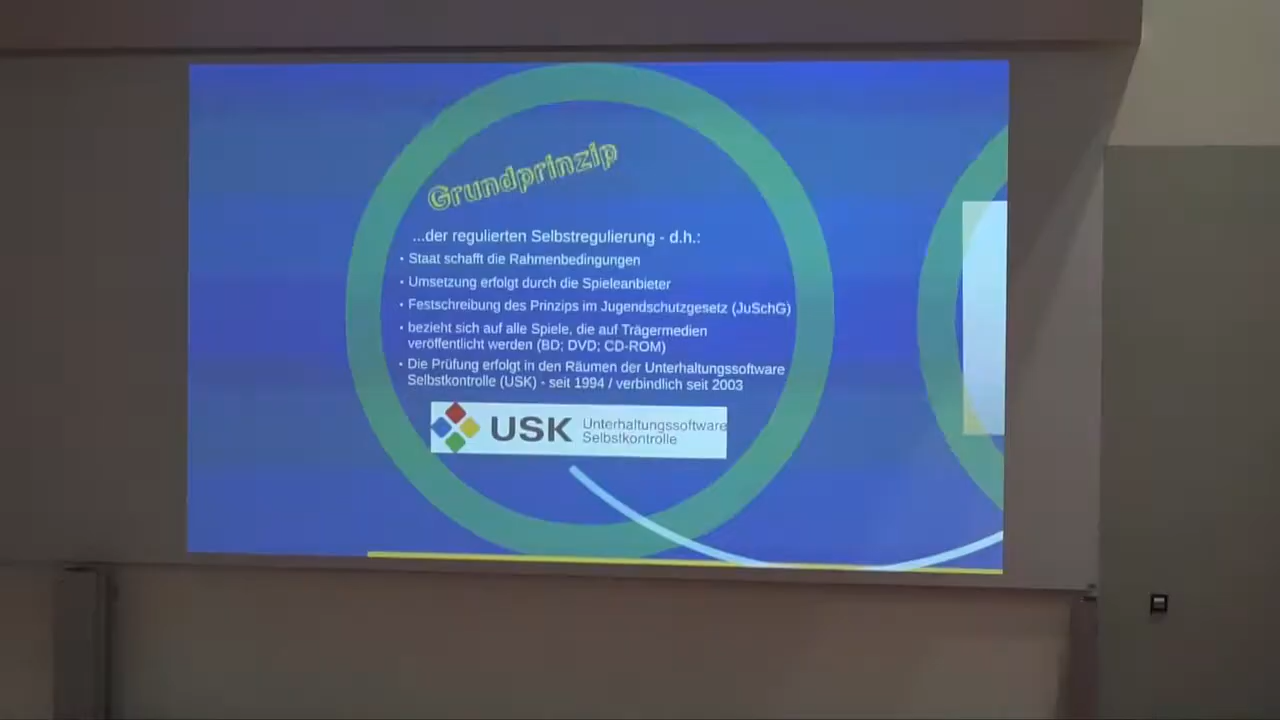 Grundprinzip
...der regulierten Selbstregulierung - d.h.:
• Staat schafft die Rahmenbedingungen
• Umsetzung erfolgt durch die Spieleanbieter
• Festschreibung des Prinzips im Jugendschutzgesetz (JuSchG)
• bezieht sich auf alle Spiele, die auf Trägermedien
veröffentlicht werden (BD; DVD; CD-ROM)
• Die Prüfung erfolgt in den Räumen der Unterhaltungssoftware
Selbstkontrolle (USK) - seit 1994 / verbindlich seit 2003
USK Unterhaltungssoftware
Selbstkontrolle